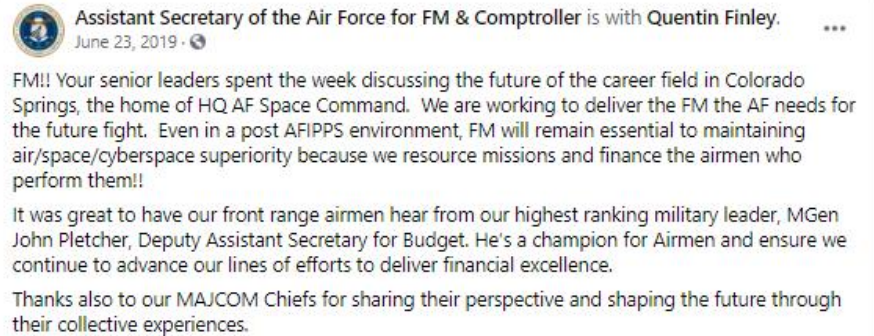 Assistant Secretary of the Air Force for FM & Comptroller is with Quentin Finley.
June 23, 2019 ·
FM!! Your senior leaders spent the week discussing the future of the career field in Colorado
Springs, the home of HQ AF Space Command. We are working to deliver the FM the AF needs for
the future fight. Even in a post AFIPPS environment, FM will remain essential to maintaining
air/space/cyberspace superiority because we resource missions and finance the airmen who
perform them!!
It was great to have our front range airmen hear from our highest ranking military leader, MGen
John Pletcher, Deputy Assistant Secretary for Budget. He's a champion for Airmen and ensure we
continue to advance our lines of efforts to deliver financial excellence.
Thanks also to our MAJCOM Chiefs for sharing their perspective and shaping the future through
their collective experiences.